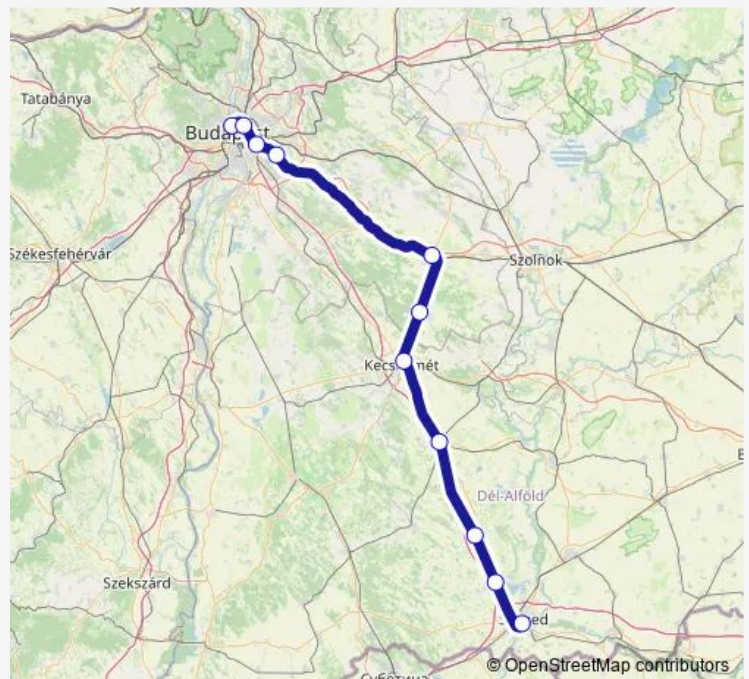 Tatabánya
Budapest
Székesfehérvár
Szolnok
Kecskemét
Dél-Alföld
Szekszárd
© OpenStreetMap contributors